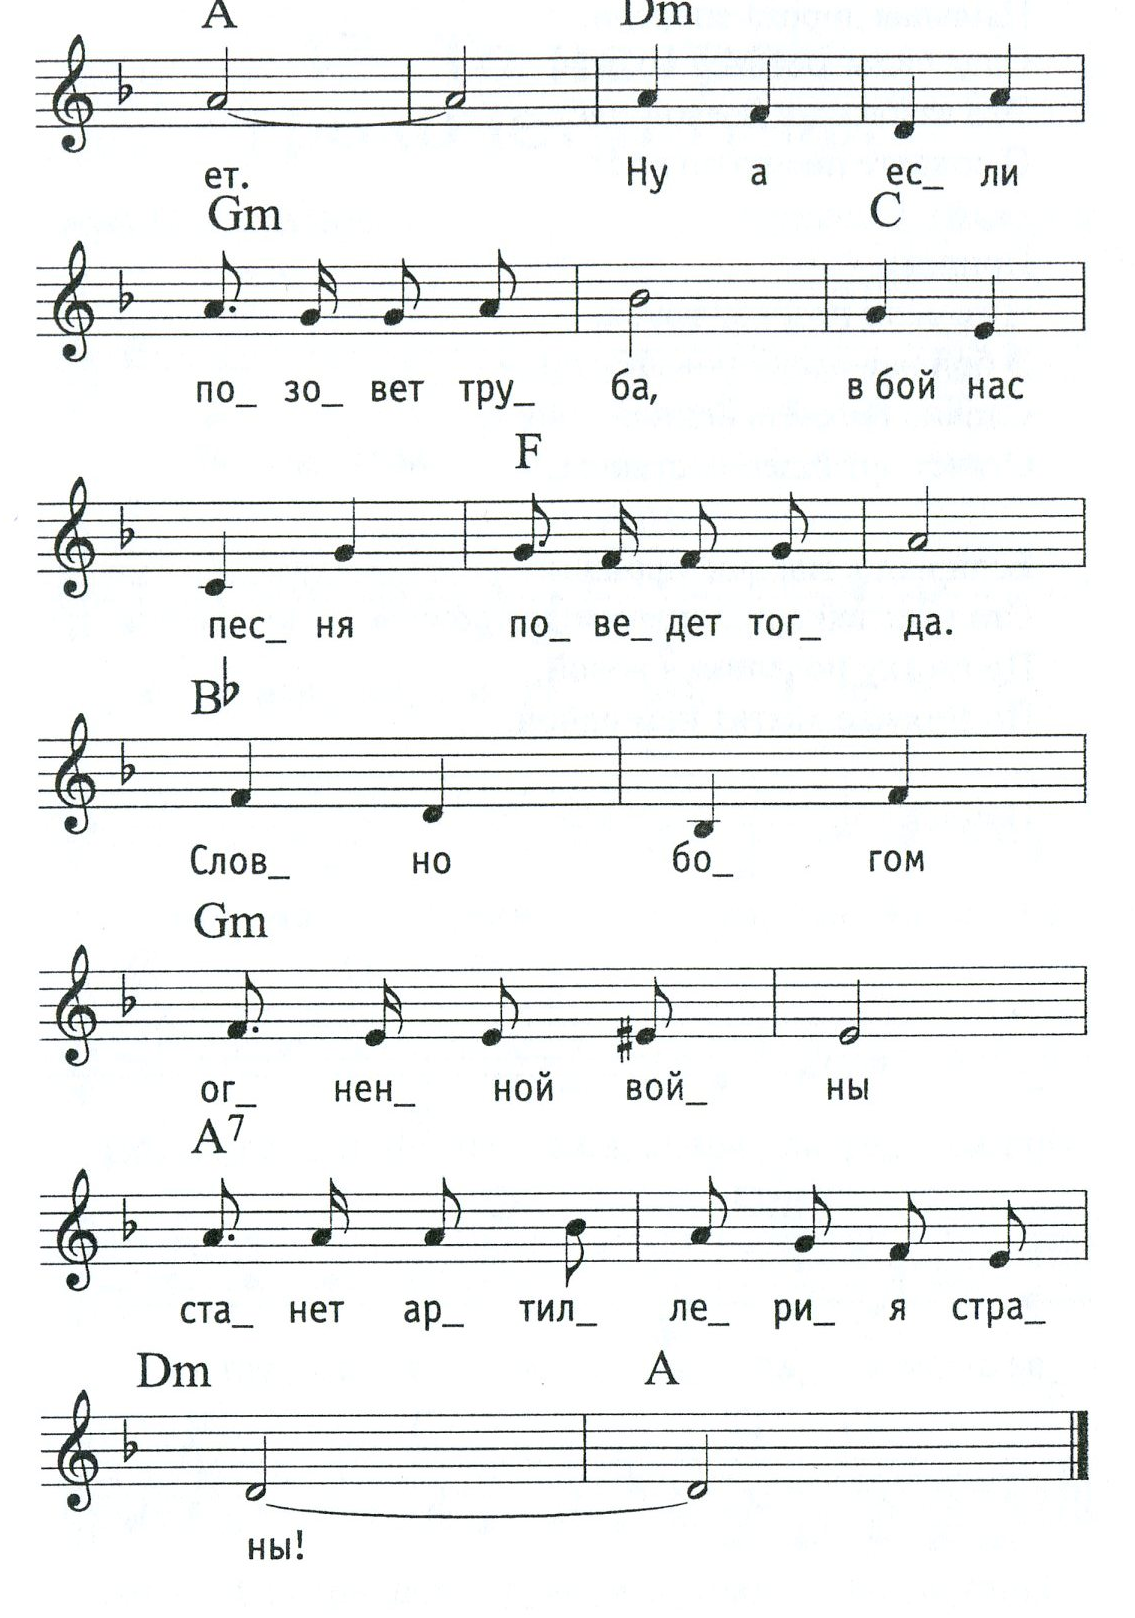 A Dm
ет. Ну а ес_ ли
Gm C
по_ зо_ вет тру_ ба, в бой нас
F
пес_ ня по_ ве_ дет тог_ да.
B♭
Слов_ но бо_ гом
Gm
ог_ нен_ ной вой_ ны
A7
ста_ нет ар_ тил_ ле_ ри_ я стра_
Dm A
ны!